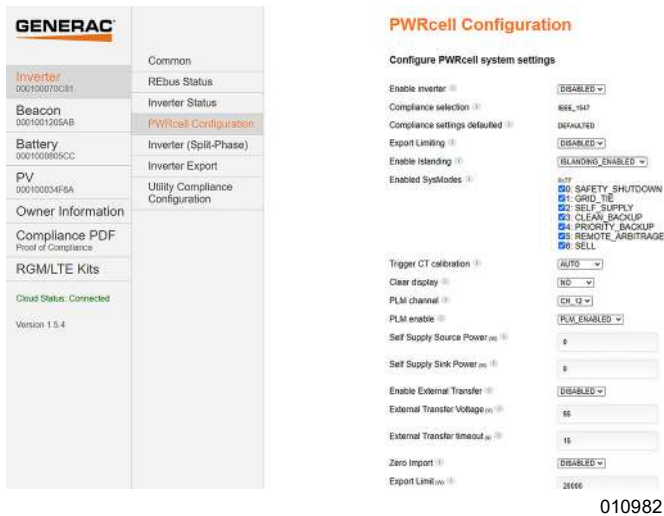 GENERAC
Inverter
000100070C81
Beacon
0001001205AB
Battery
0001000805CC
PV
000100034F6A
Owner Information
Compliance PDF
Proof of Compliance
RGM/LTE Kits
Cloud Status: Connected
Version 1.5.4
Common
REbus Status
Inverter Status
PWRcell Configuration
Inverter (Split-Phase)
Inverter Export
Utility Compliance
Configuration
PWRcell Configuration
Configure PWRcell system settings
Enable inverter DISABLED
Compliance selection IEEE_1547
Compliance settings defaulted DEFAULTED
Export Limiting DISABLED
Enable Islanding ISLANDING_ENABLED
Enabled SysModes 0x7F
0: SAFETY_SHUTDOWN
1: GRID_TIE
2: SELF_SUPPLY
3: CLEAN_BACKUP
4: PRIORITY_BACKUP
5: REMOTE_ARBITRAGE
6: SELL
Trigger CT calibration AUTO
Clear display NO
PLM channel CH_12
PLM enable PLM_ENABLED
Self Supply Source Power (W) 0
Self Supply Sink Power (W) 0
Enable External Transfer DISABLED
External Transfer Voltage (V) 55
External Transfer timeout (s) 15
Zero Import DISABLED
Export Limit (W) 20000
010982